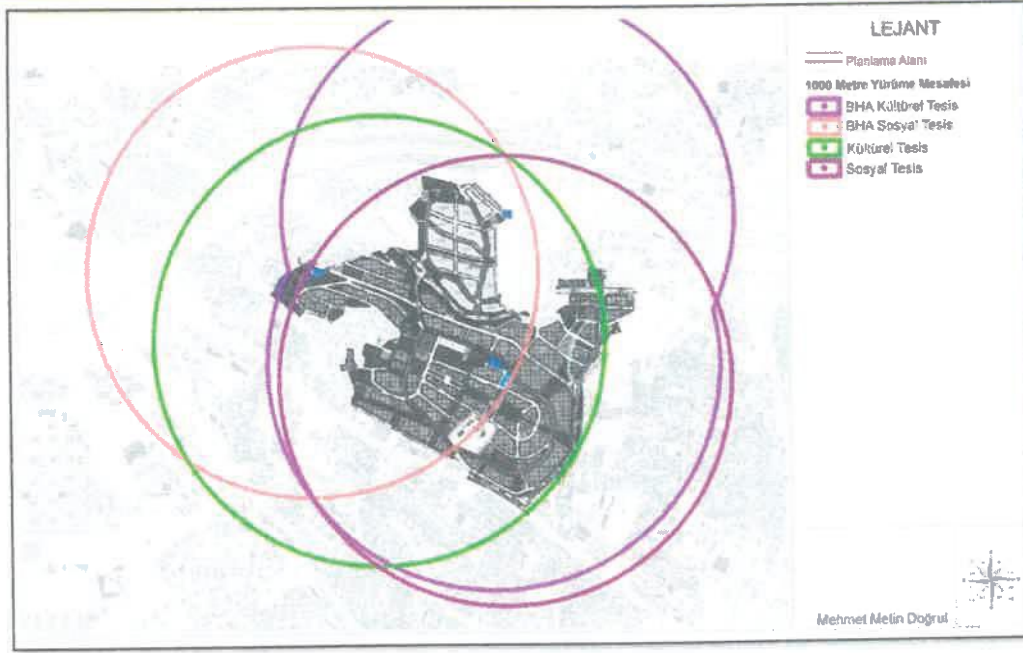 LEJANT
Planlama Alanı
1000 Metre Yürüme Mesafesi
BHA Kültürel Tesis
BHA Sosyal Tesis
Kültürel Tesis
Sosyal Tesis
Mehmet Metin Doğrul